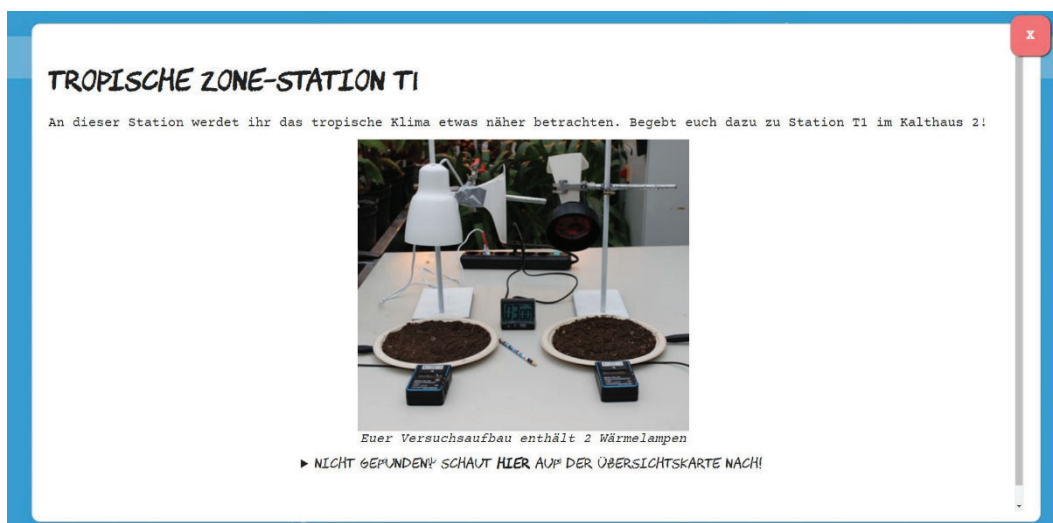 X
TROPISCHE ZONE-STATION T1
An dieser Station werdet ihr das tropische Klima etwas näher betrachten. Begebt euch dazu zu Station T1 im Kalthaus 2!
Euer Versuchsaufbau enthält 2 Wärmelampen
▶ NICHT GEFUNDEN? SCHAUT HIER AUF DER ÜBERSICHTSKARTE NACH!